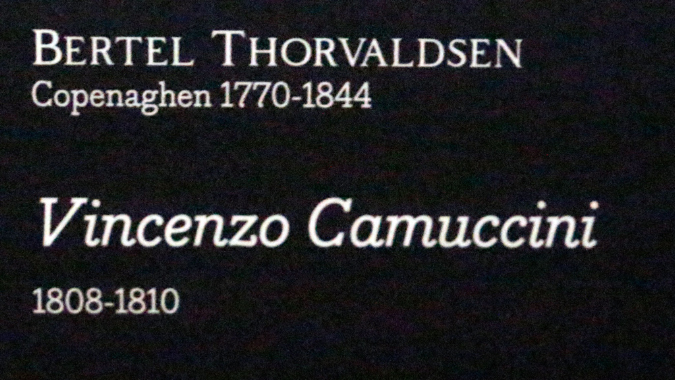 BERTEL THORVALDSEN
Copenaghen 1770-1844
Vincenzo Camuccini
1808-1810